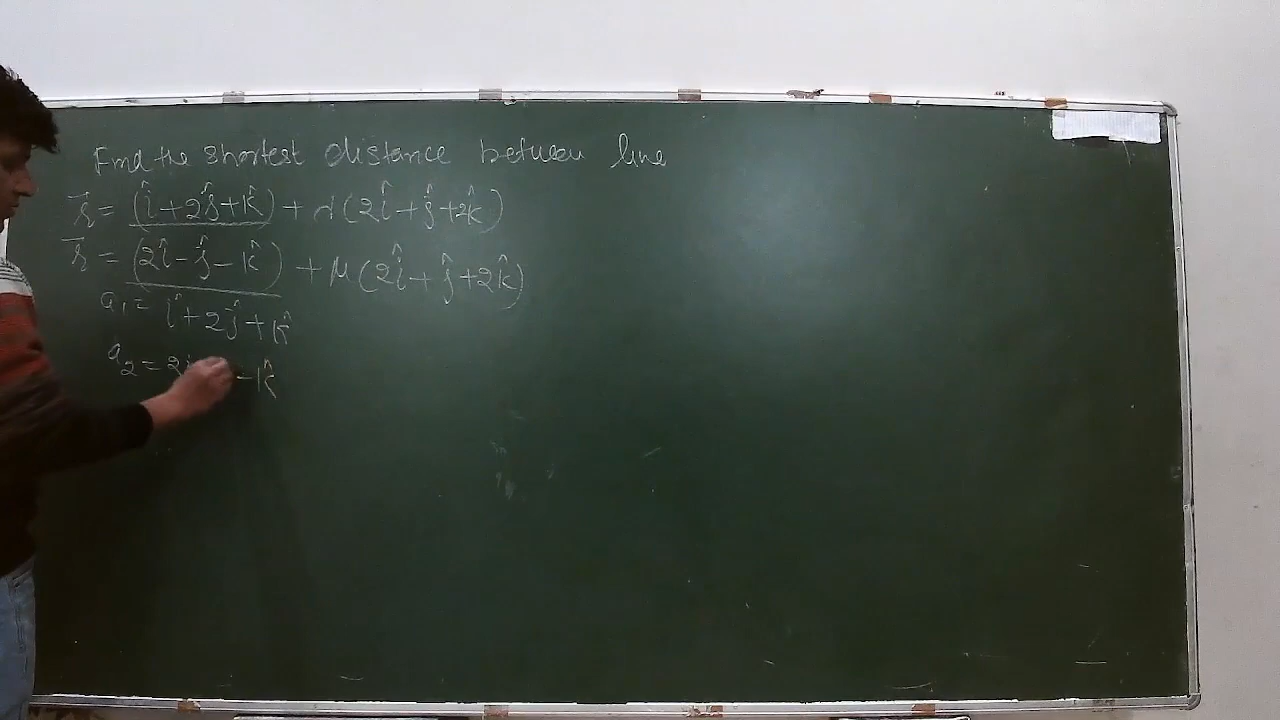 Find the shortest distance between line
r⃗ = (î + 2ĵ + k̂) + λ(2î + ĵ + 2k̂)
r⃗ = (2î - ĵ - k̂) + μ(2î + ĵ + 2k̂)
a₁ = î + 2ĵ + k̂
a₂ = 2î - k̂